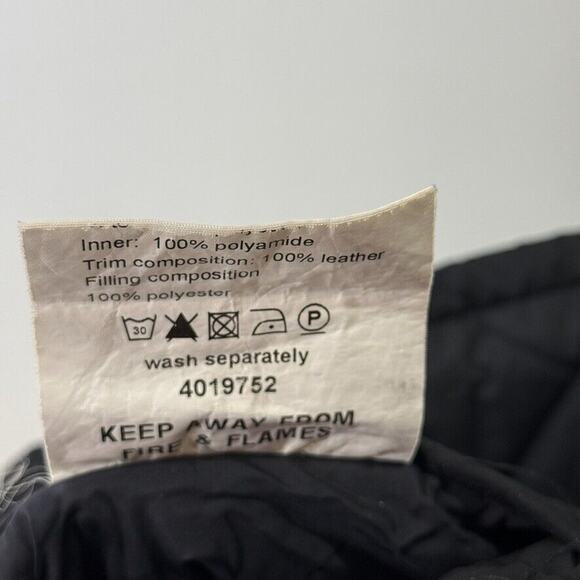 Inner: 100% polyamide
Trim composition: 100% leather
Filling composition
100% polyester
30
P
wash separately
4019752
KEEP AWAY FROM
FIRE & FLAMES